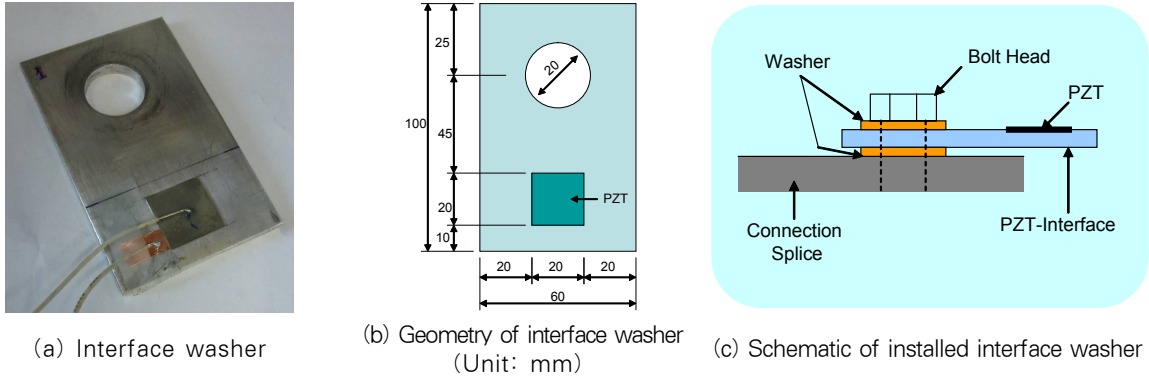 1
25
20
100
45
PZT
20
10
20 20 20
60
Bolt Head
Washer
PZT
Connection
Splice
PZT-Interface
(a) Interface washer
(b) Geometry of interface washer
(Unit: mm)
(c) Schematic of installed interface washer